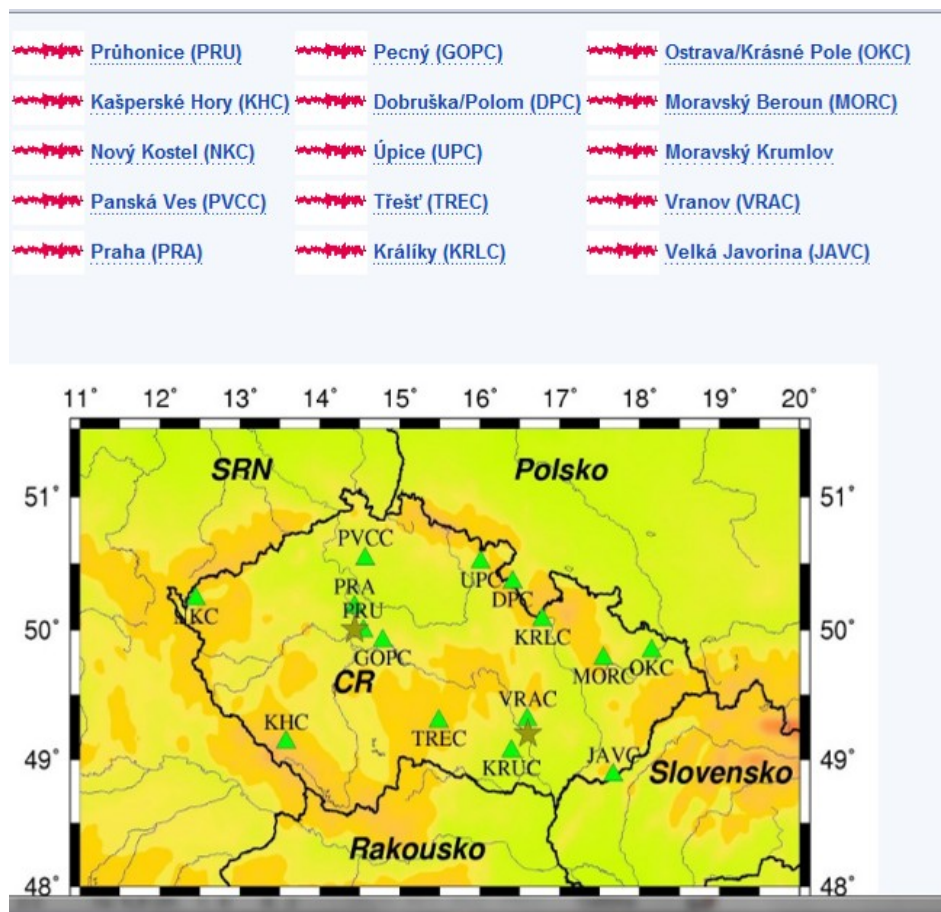 Průhonice (PRU) Pecný (GOPC) Ostrava/Krásné Pole (OKC)
Kašperské Hory (KHC) Dobruška/Polom (DPC) Moravský Beroun (MORC)
Nový Kostel (NKC) Úpice (UPC) Moravský Krumlov
Panská Ves (PVCC) Třešť (TREC) Vranov (VRAC)
Praha (PRA) Králíky (KRLC) Velká Javorina (JAVC)
11° 12° 13° 14° 15° 16° 17° 18° 19° 20°
SRN Polsko
51° 51°
PVCC
UPC
PRA DPC
NKC PRU
50° 50°
KRLC
GOPC
MORC OKC
CR
VRAC
KHC
TREC
KRUC JAVC
49° 49°
Slovensko
Rakousko
48° 48°